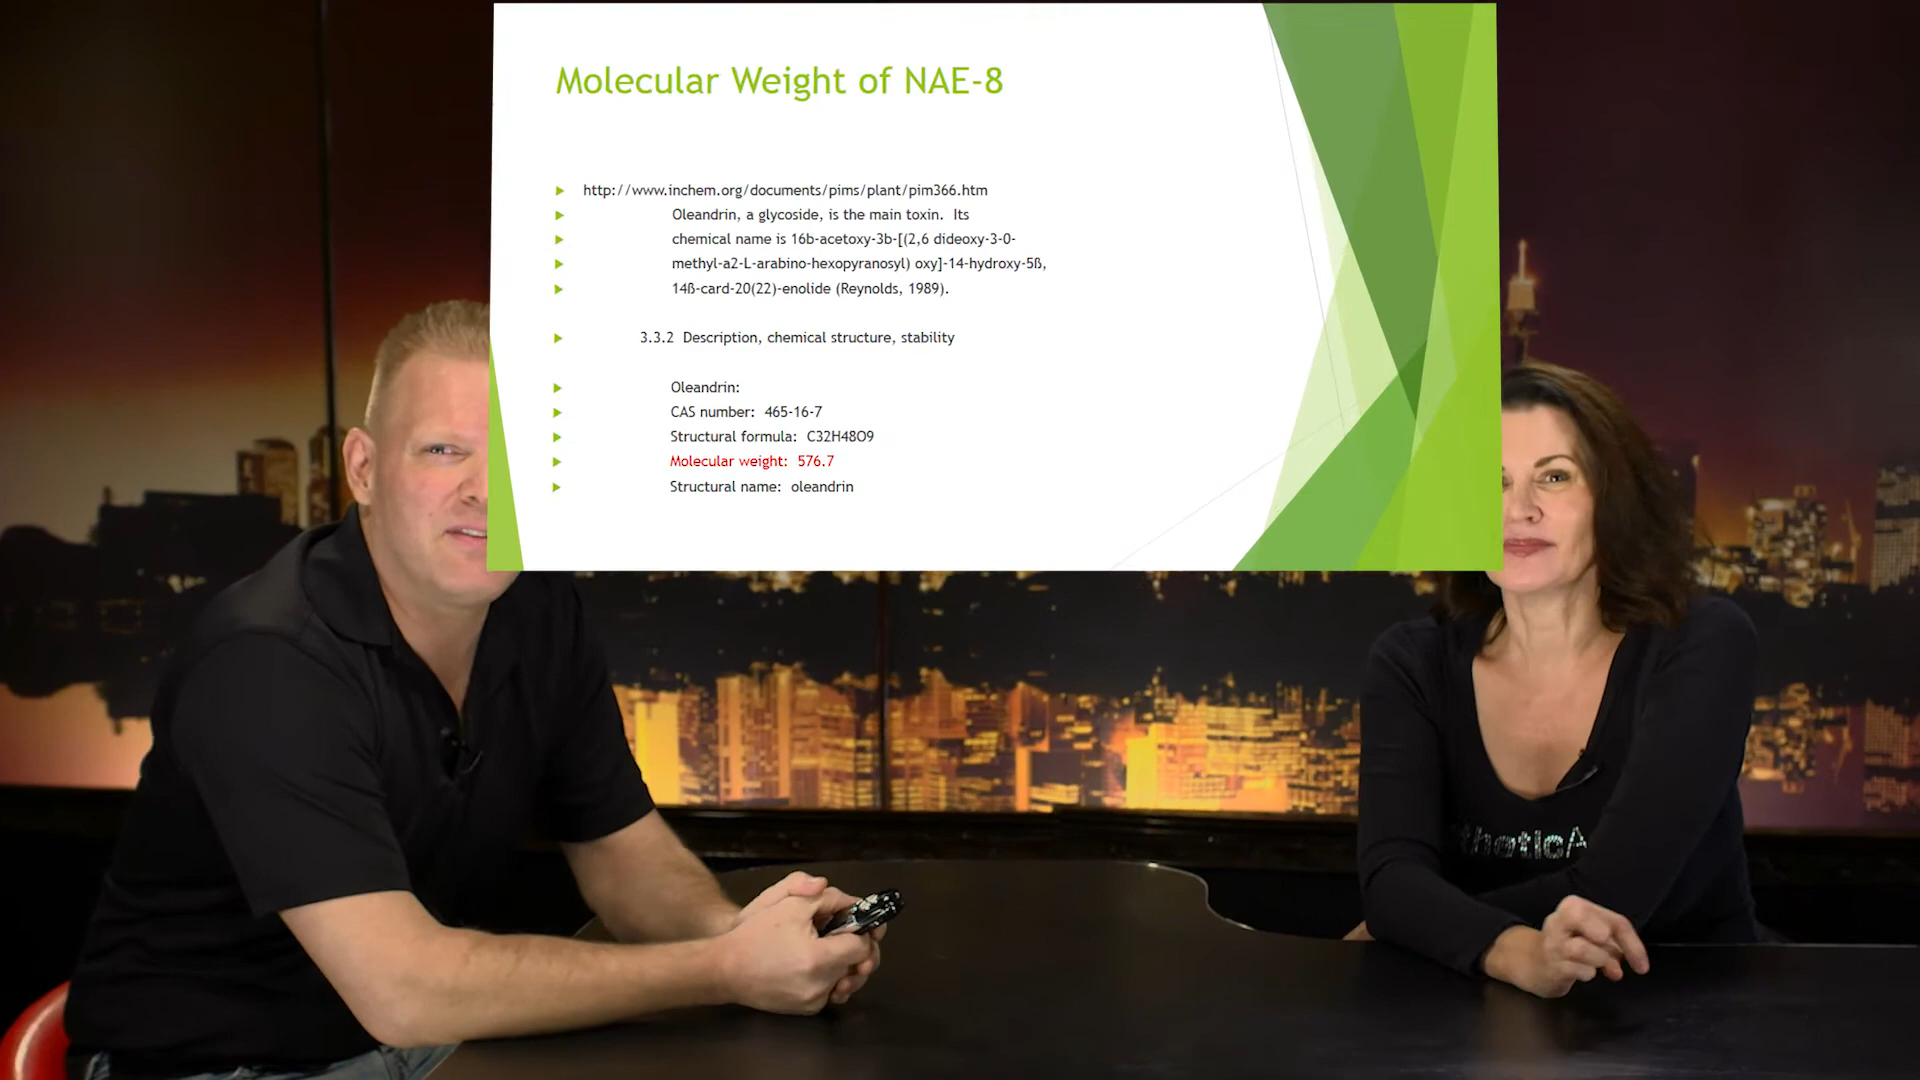 Molecular Weight of NAE-8
http://www.inchem.org/documents/pims/plant/pim366.htm
Oleandrin, a glycoside, is the main toxin. Its
chemical name is 16b-acetoxy-3b-[(2,6 dideoxy-3-0-
methyl-a2-L-arabino-hexopyranosyl) oxy]-14-hydroxy-5ß,
14ß-card-20(22)-enolide (Reynolds, 1989).
3.3.2 Description, chemical structure, stability
Oleandrin:
CAS number: 465-16-7
Structural formula: C32H48O9
Molecular weight: 576.7
Structural name: oleandrin